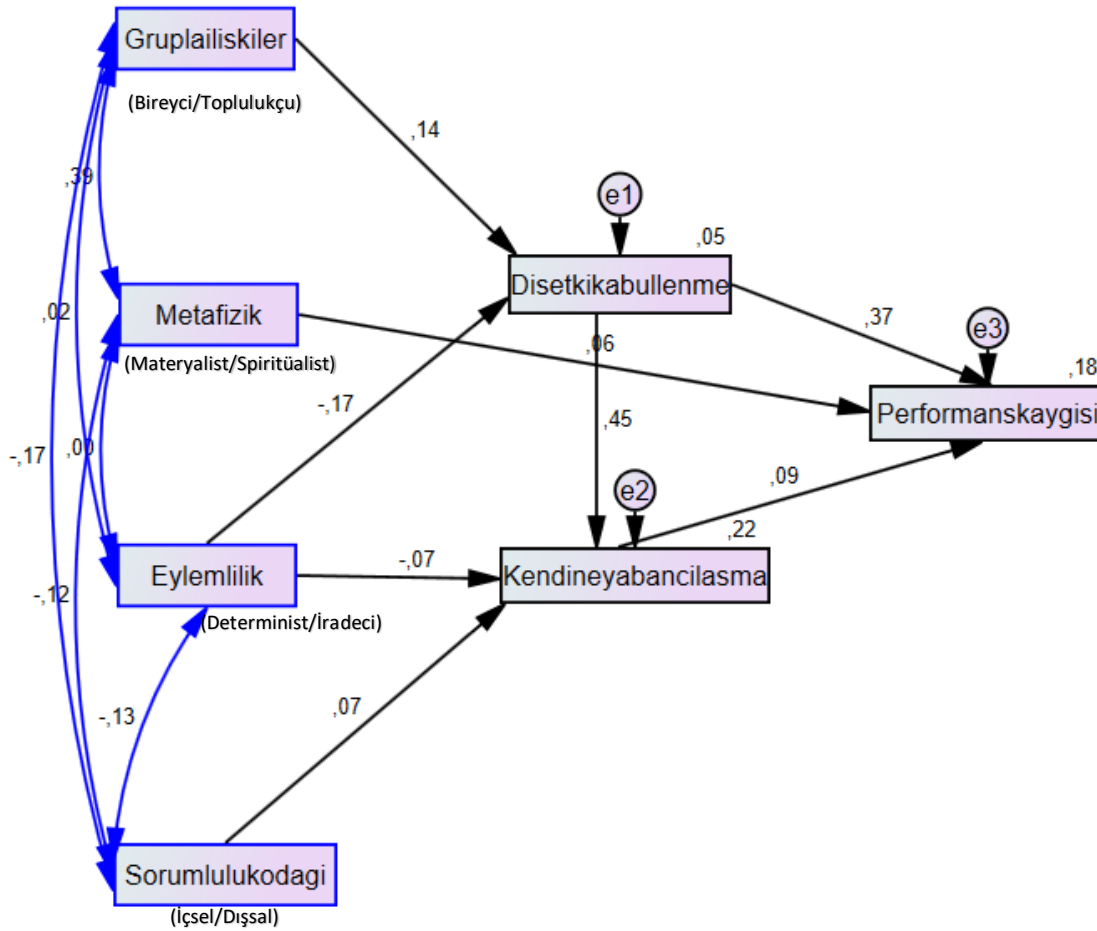 Gruplailiskiler
(Bireyci/Toplulukçu)
,14
e1
,39
,05
Disetkikabullenme
Metafizik
(Materyalist/Spiritüalist)
,02
,37
e3
,06
,18
Performanskaygisi
-,17
,45
-,17
,00
,09
e2
,22
-,07
Eylemlilik
Kendineyabancilasma
-,12
(Determinist/İradeci)
-,13
,07
Sorumlulukodagi
(İçsel/Dışsal)